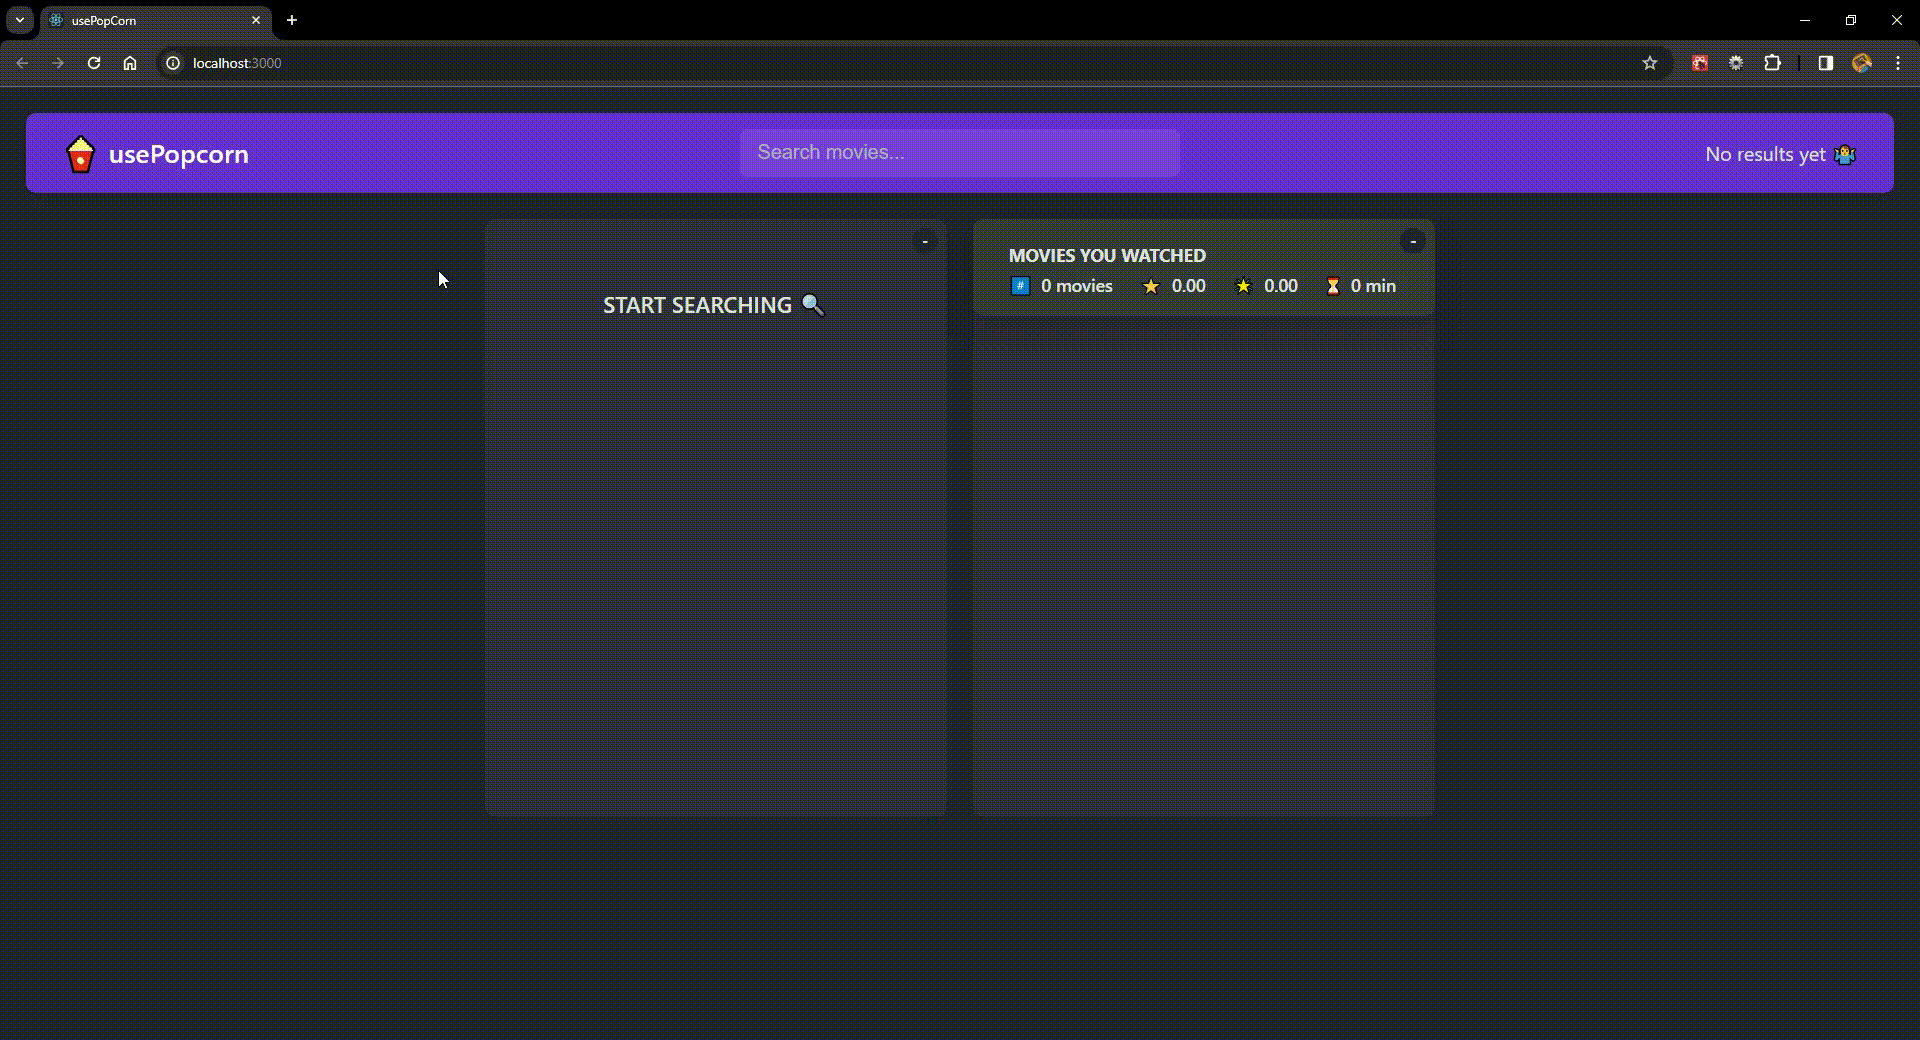 usePopCorn
localhost:3000
usePopcorn
Search movies...
No results yet 🤷‍♂️
-
START SEARCHING 🔍
-
MOVIES YOU WATCHED
#️⃣ 0 movies ⭐ 0.00 🌟 0.00 ⏳ 0 min